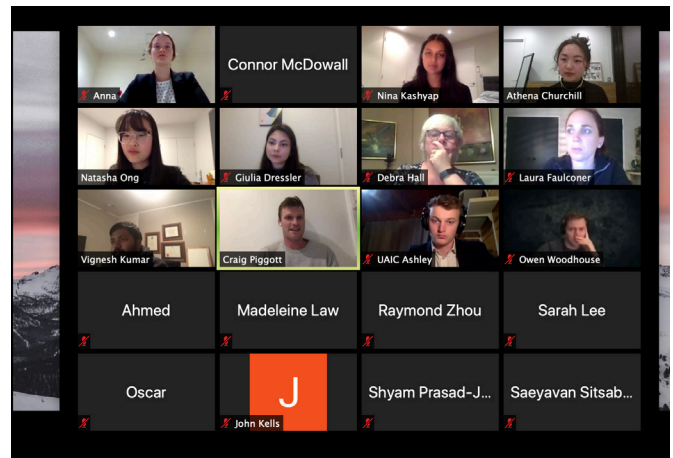 Anna
Connor McDowall
Nina Kashyap
Athena Churchill
Natasha Ong
Giulia Dressler
Debra Hall
Laura Faulconer
Vignesh Kumar
Craig Piggott
UAIC Ashley
Owen Woodhouse
Ahmed
Madeleine Law
Raymond Zhou
Sarah Lee
Oscar
J
John Kells
Shyam Prasad-J...
Saeyavan Sitsab...